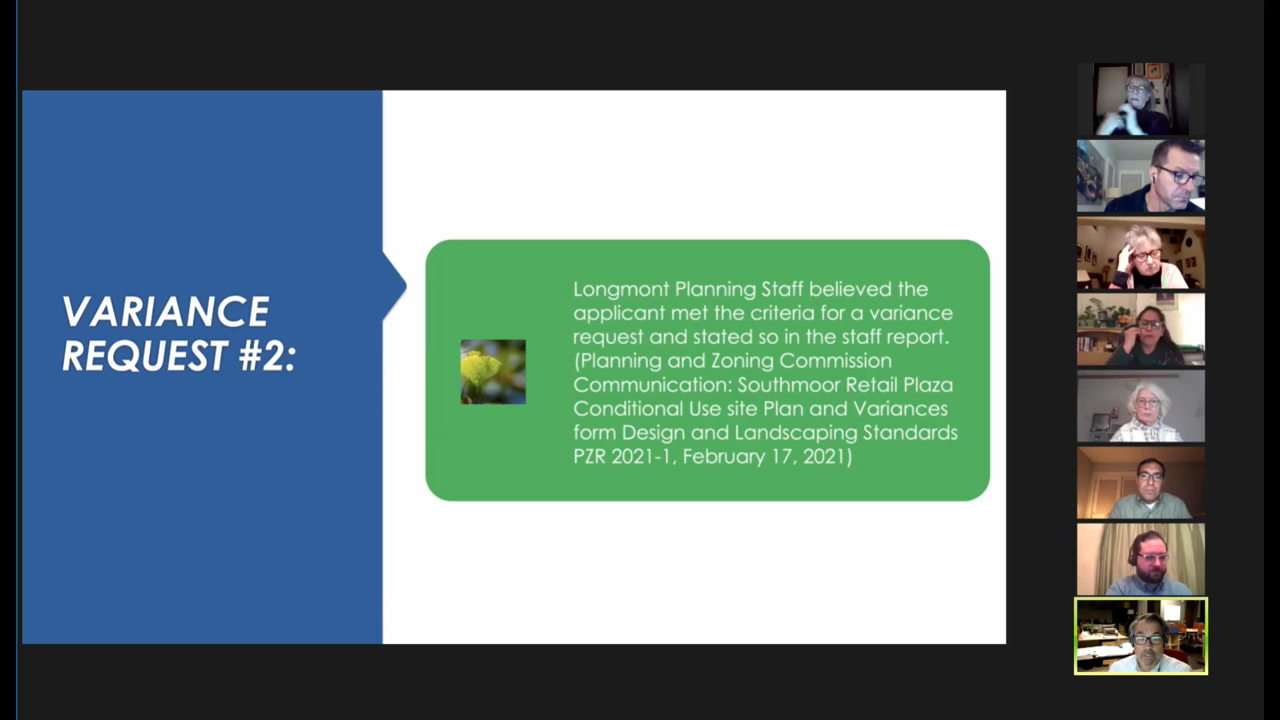 VARIANCE
REQUEST #2:
Longmont Planning Staff believed the
applicant met the criteria for a variance
request and stated so in the staff report.
(Planning and Zoning Commission
Communication: Southmoor Retail Plaza
Conditional Use site Plan and Variances
form Design and Landscaping Standards
PZR 2021-1, February 17, 2021)